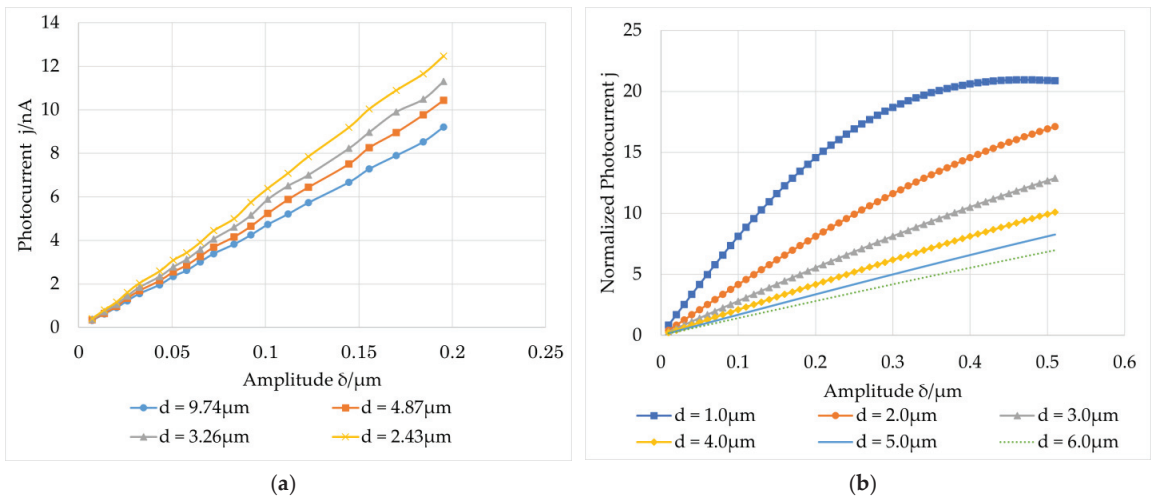 14
12
10
8
6
4
2
0
Photocurrent j/nA
0 0.05 0.1 0.15 0.2 0.25
Amplitude δ/μm
d = 9.74μm d = 4.87μm
d = 3.26μm d = 2.43μm
(a)
25
20
15
10
5
0
Normalized Photocurrent j
0 0.1 0.2 0.3 0.4 0.5 0.6
Amplitude δ/μm
d = 1.0μm d = 2.0μm d = 3.0μm
d = 4.0μm d = 5.0μm d = 6.0μm
(b)